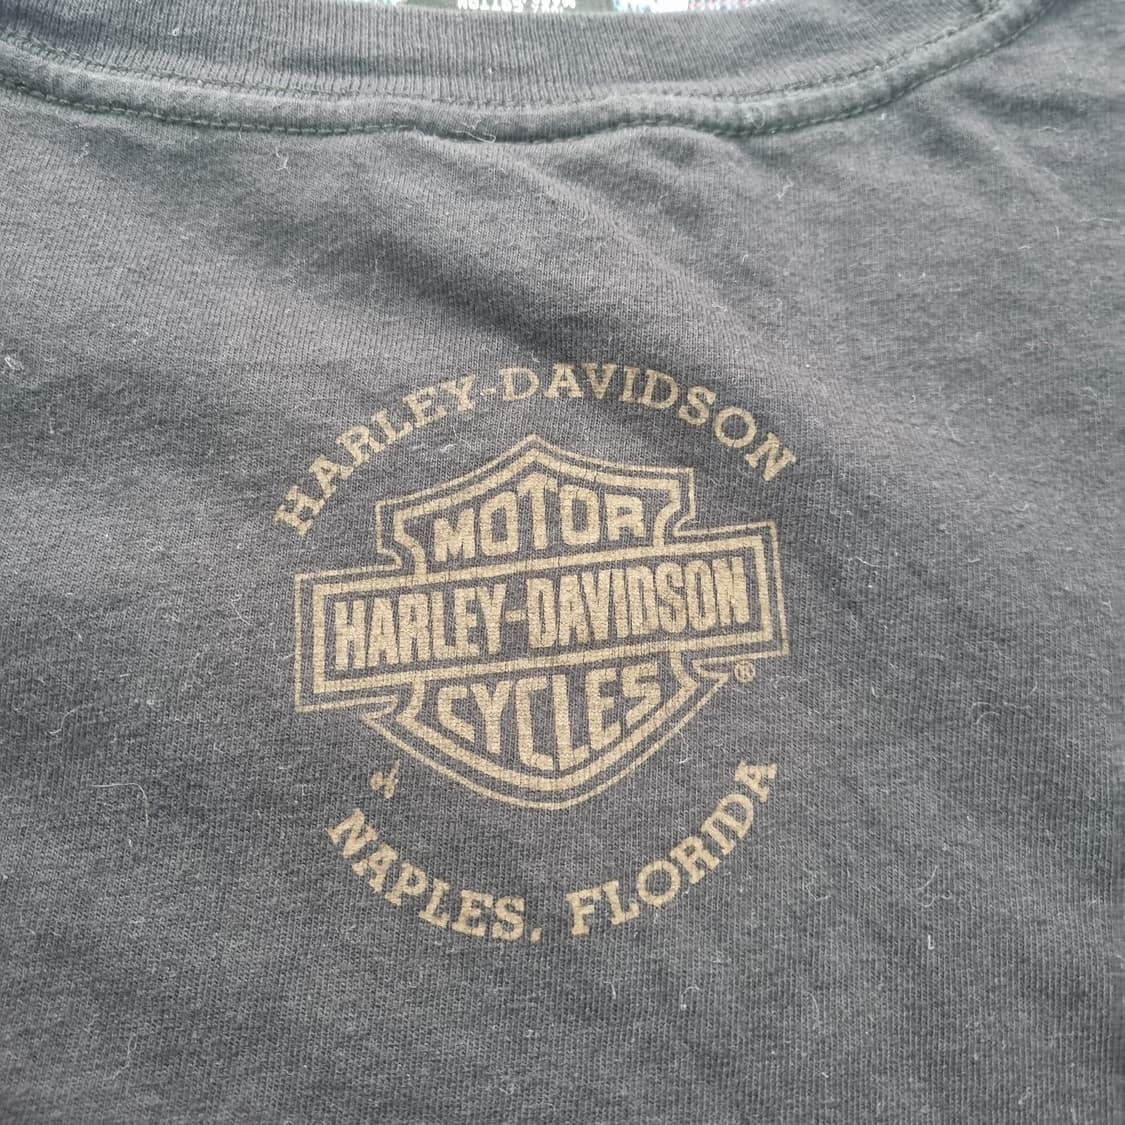 HARLEY-DAVIDSON
MOTOR
HARLEY-DAVIDSON
CYCLES
®
NAPLES, FLORIDA